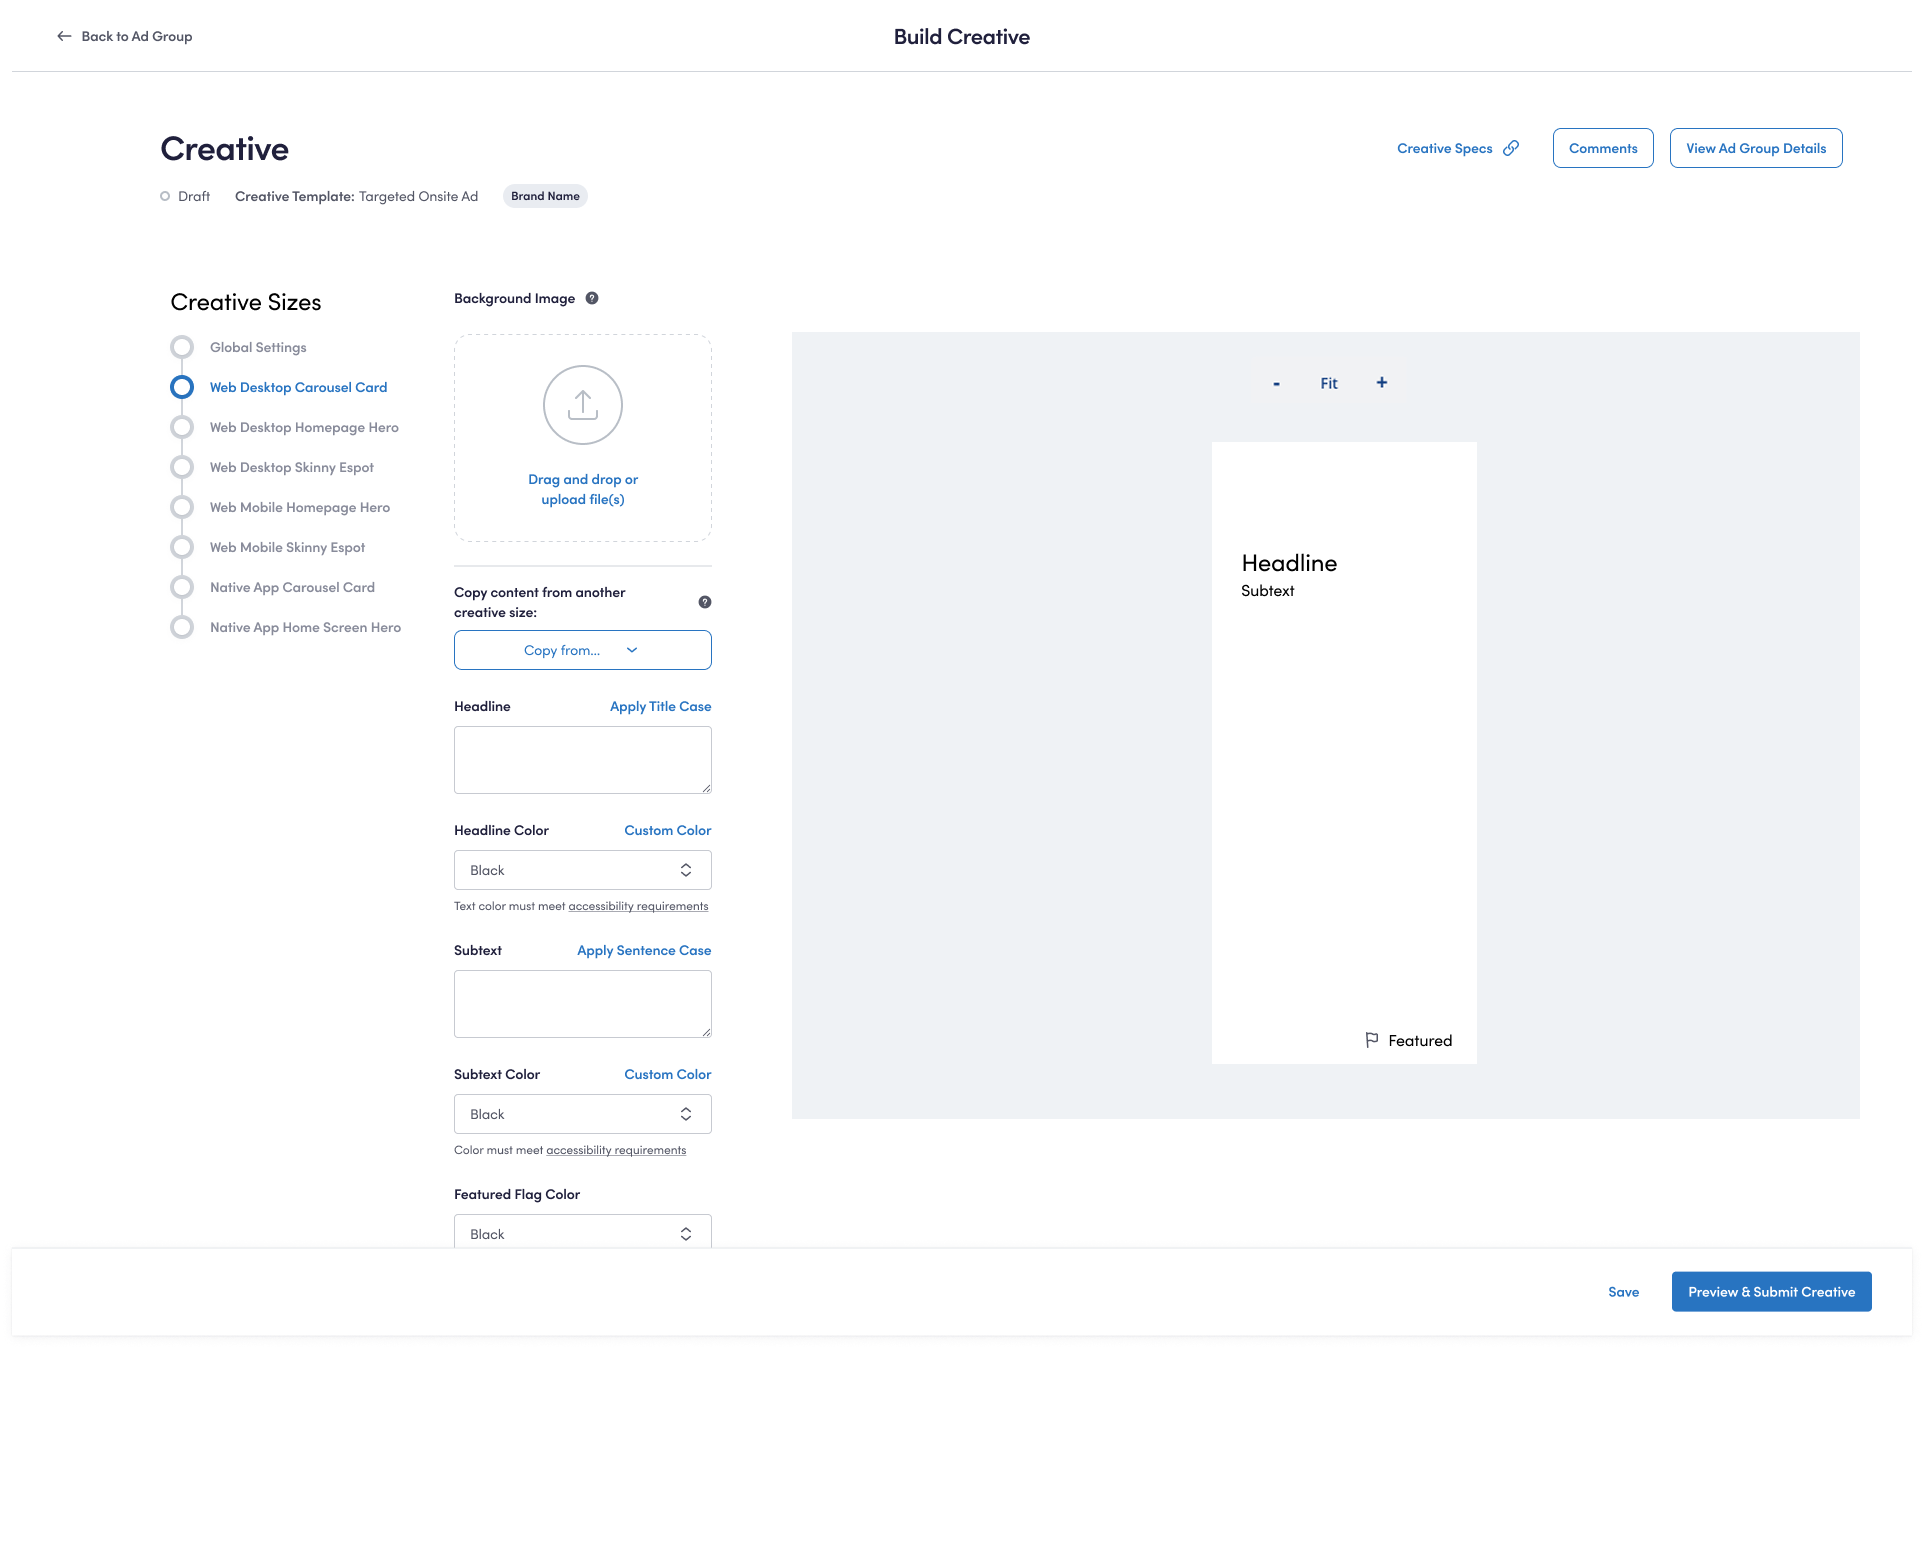 Back to Ad Group
Build Creative
Creative
Creative Specs
Comments
View Ad Group Details
Draft
Creative Template: Targeted Onsite Ad
Brand Name
Creative Sizes
Global Settings
Web Desktop Carousel Card
Web Desktop Homepage Hero
Web Desktop Skinny Espot
Web Mobile Homepage Hero
Web Mobile Skinny Espot
Native App Carousel Card
Native App Home Screen Hero
Background Image ?
Drag and drop or
upload file(s)
Copy content from another
creative size: ?
Copy from...
Headline
Apply Title Case
Headline Color
Custom Color
Black
Text color must meet accessibility requirements
Subtext
Apply Sentence Case
Subtext Color
Custom Color
Black
Color must meet accessibility requirements
Featured Flag Color
Black
- Fit +
Headline
Subtext
Featured
Save
Preview & Submit Creative